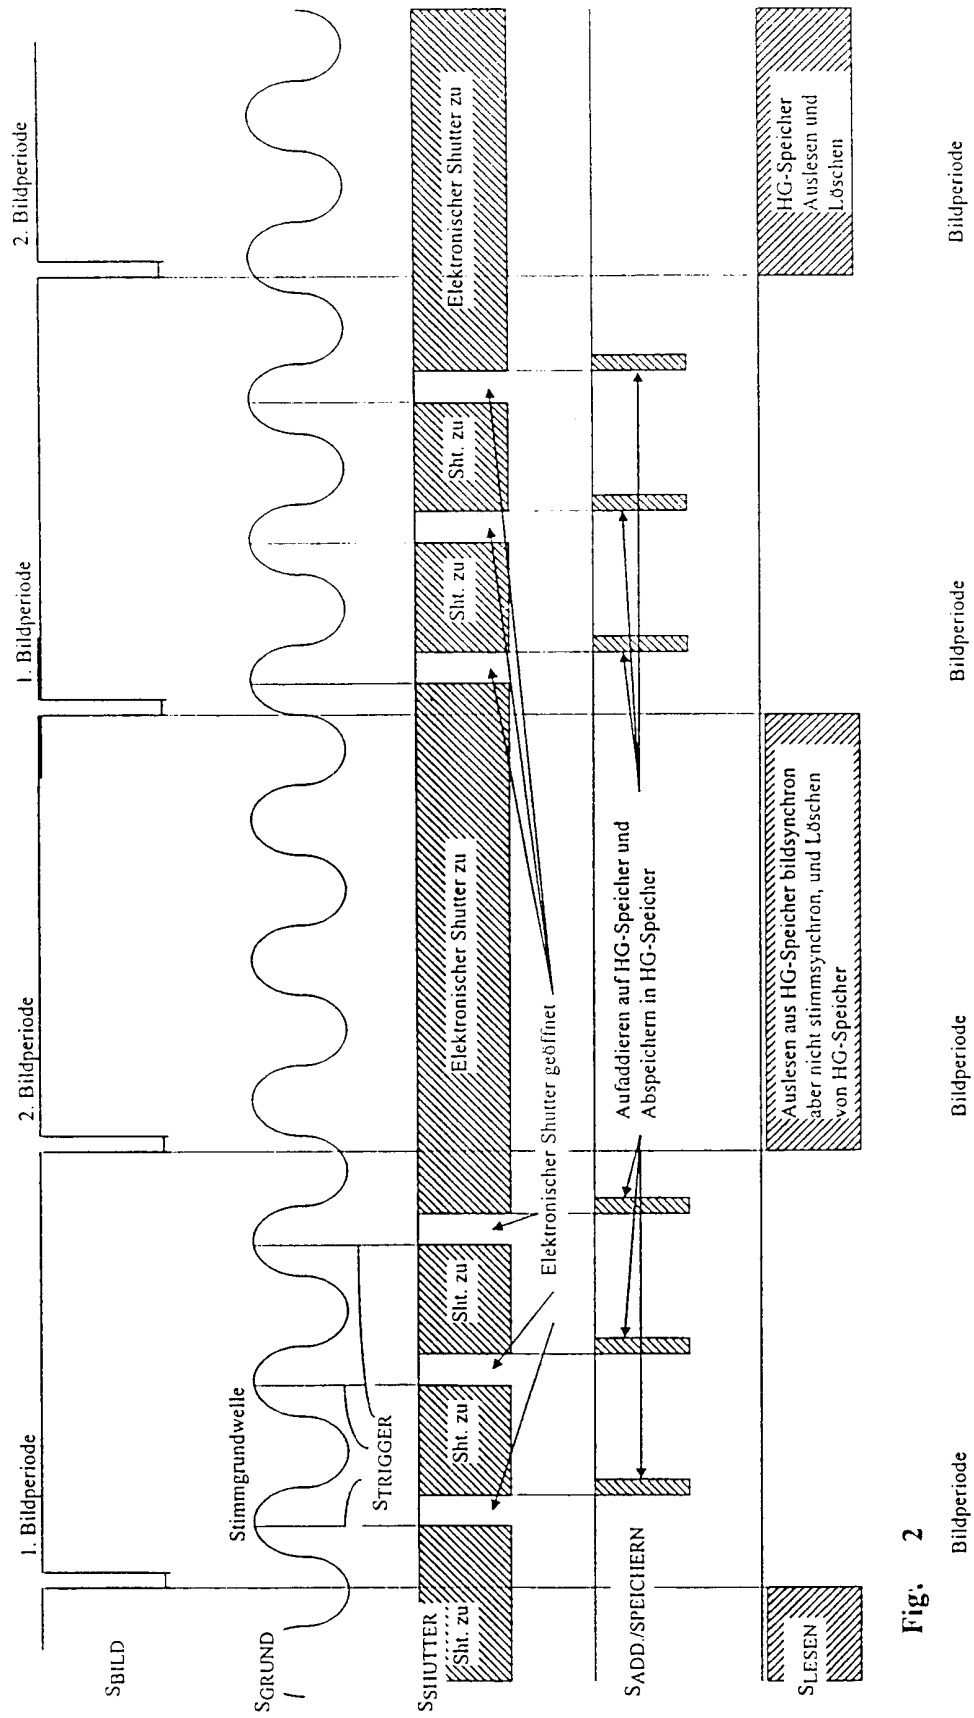 1. Bildperiode
2. Bildperiode
1. Bildperiode
2. Bildperiode
SBILD
Stimmgrundwelle
SGRUND
STRIGGER
SSHUTTER
Sht. zu
Sht. zu
Sht. zu
Elektronischer Shutter zu
Sht. zu
Sht. zu
Elektronischer Shutter zu
Elektronischer Shutter geöffnet
SADD./SPEICHERN
Aufaddieren auf HG-Speicher und
Abspeichern in HG-Speicher
SLESEN
Auslesen aus HG-Speicher bildsynchron
aber nicht stimmsynchron, und Löschen
von HG-Speicher
HG-Speicher
Auslesen und
Löschen
Fig. 2
Bildperiode
Bildperiode
Bildperiode
Bildperiode